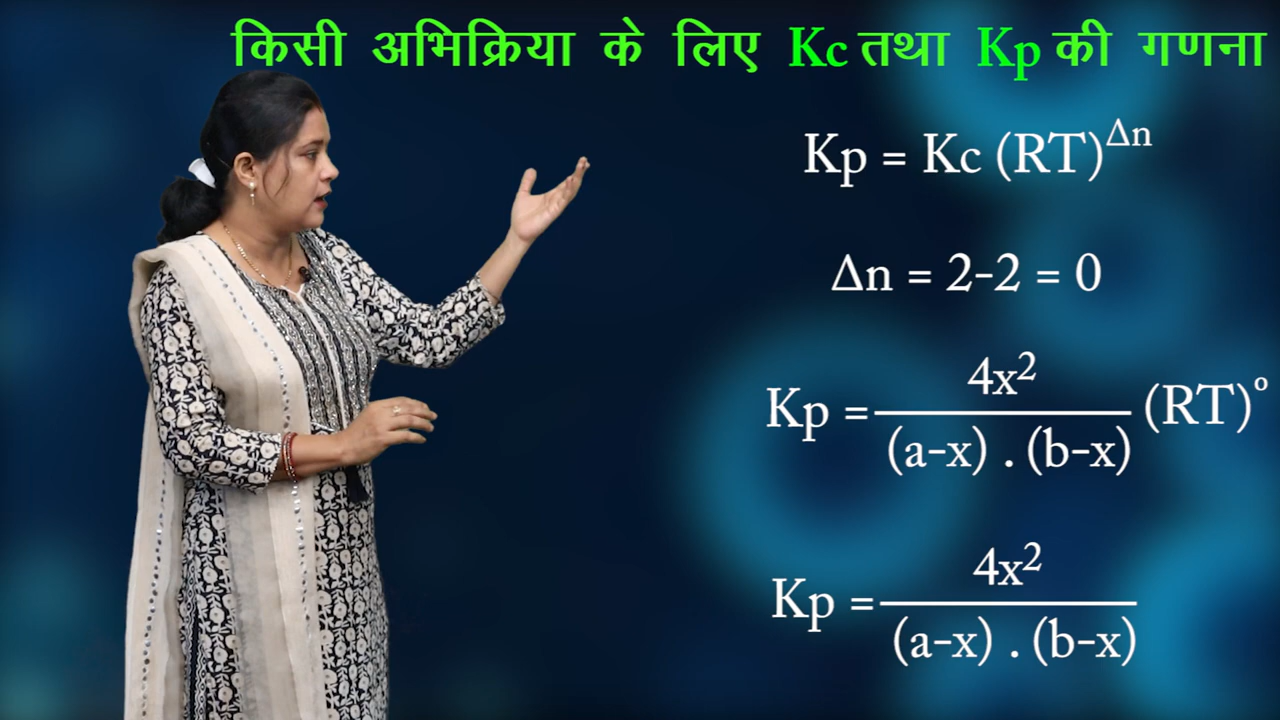 किसी अभिक्रिया के लिए Kc तथा Kp की गणना
Kp = Kc (RT)^Δn
Δn = 2-2 = 0
Kp = 4x² / (a-x) . (b-x) (RT)°
Kp = 4x² / (a-x) . (b-x)